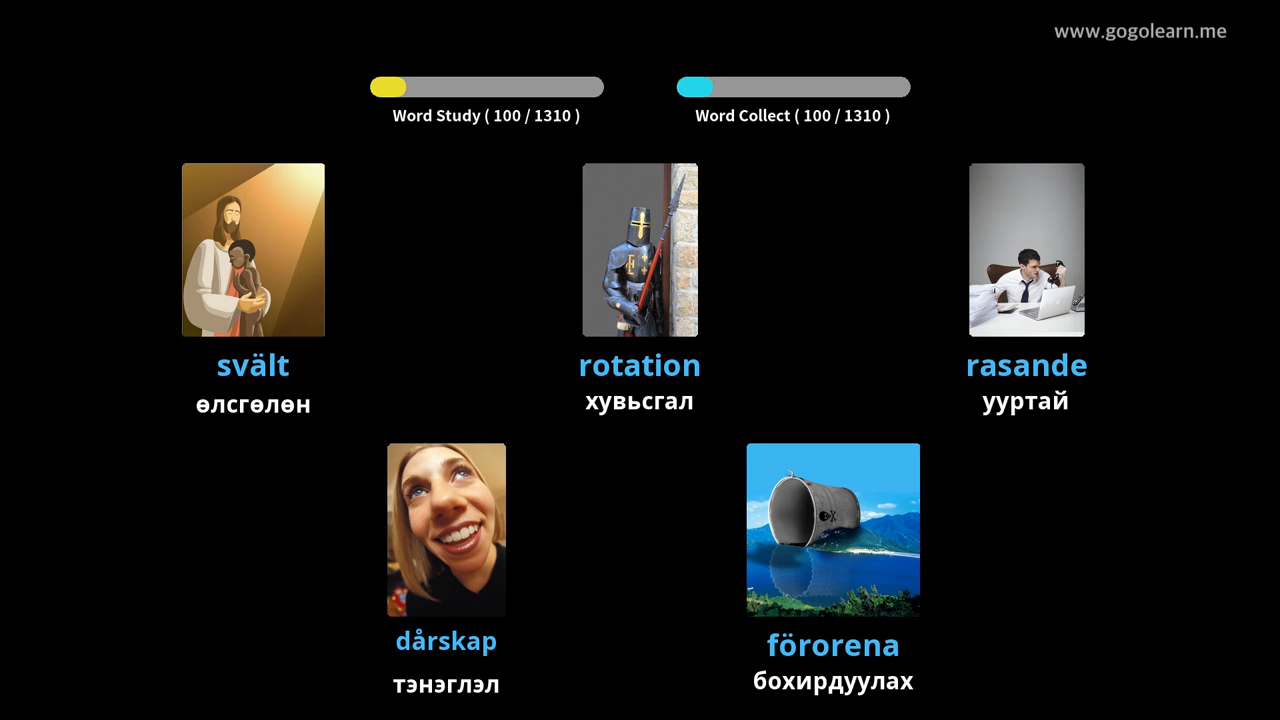 www.gogolearn.me
Word Study ( 100 / 1310 )
Word Collect ( 100 / 1310 )
svält
өлсгөлөн
rotation
хувьсгал
rasande
ууртай
dårskap
тэнэглэл
förorena
бохирдуулах